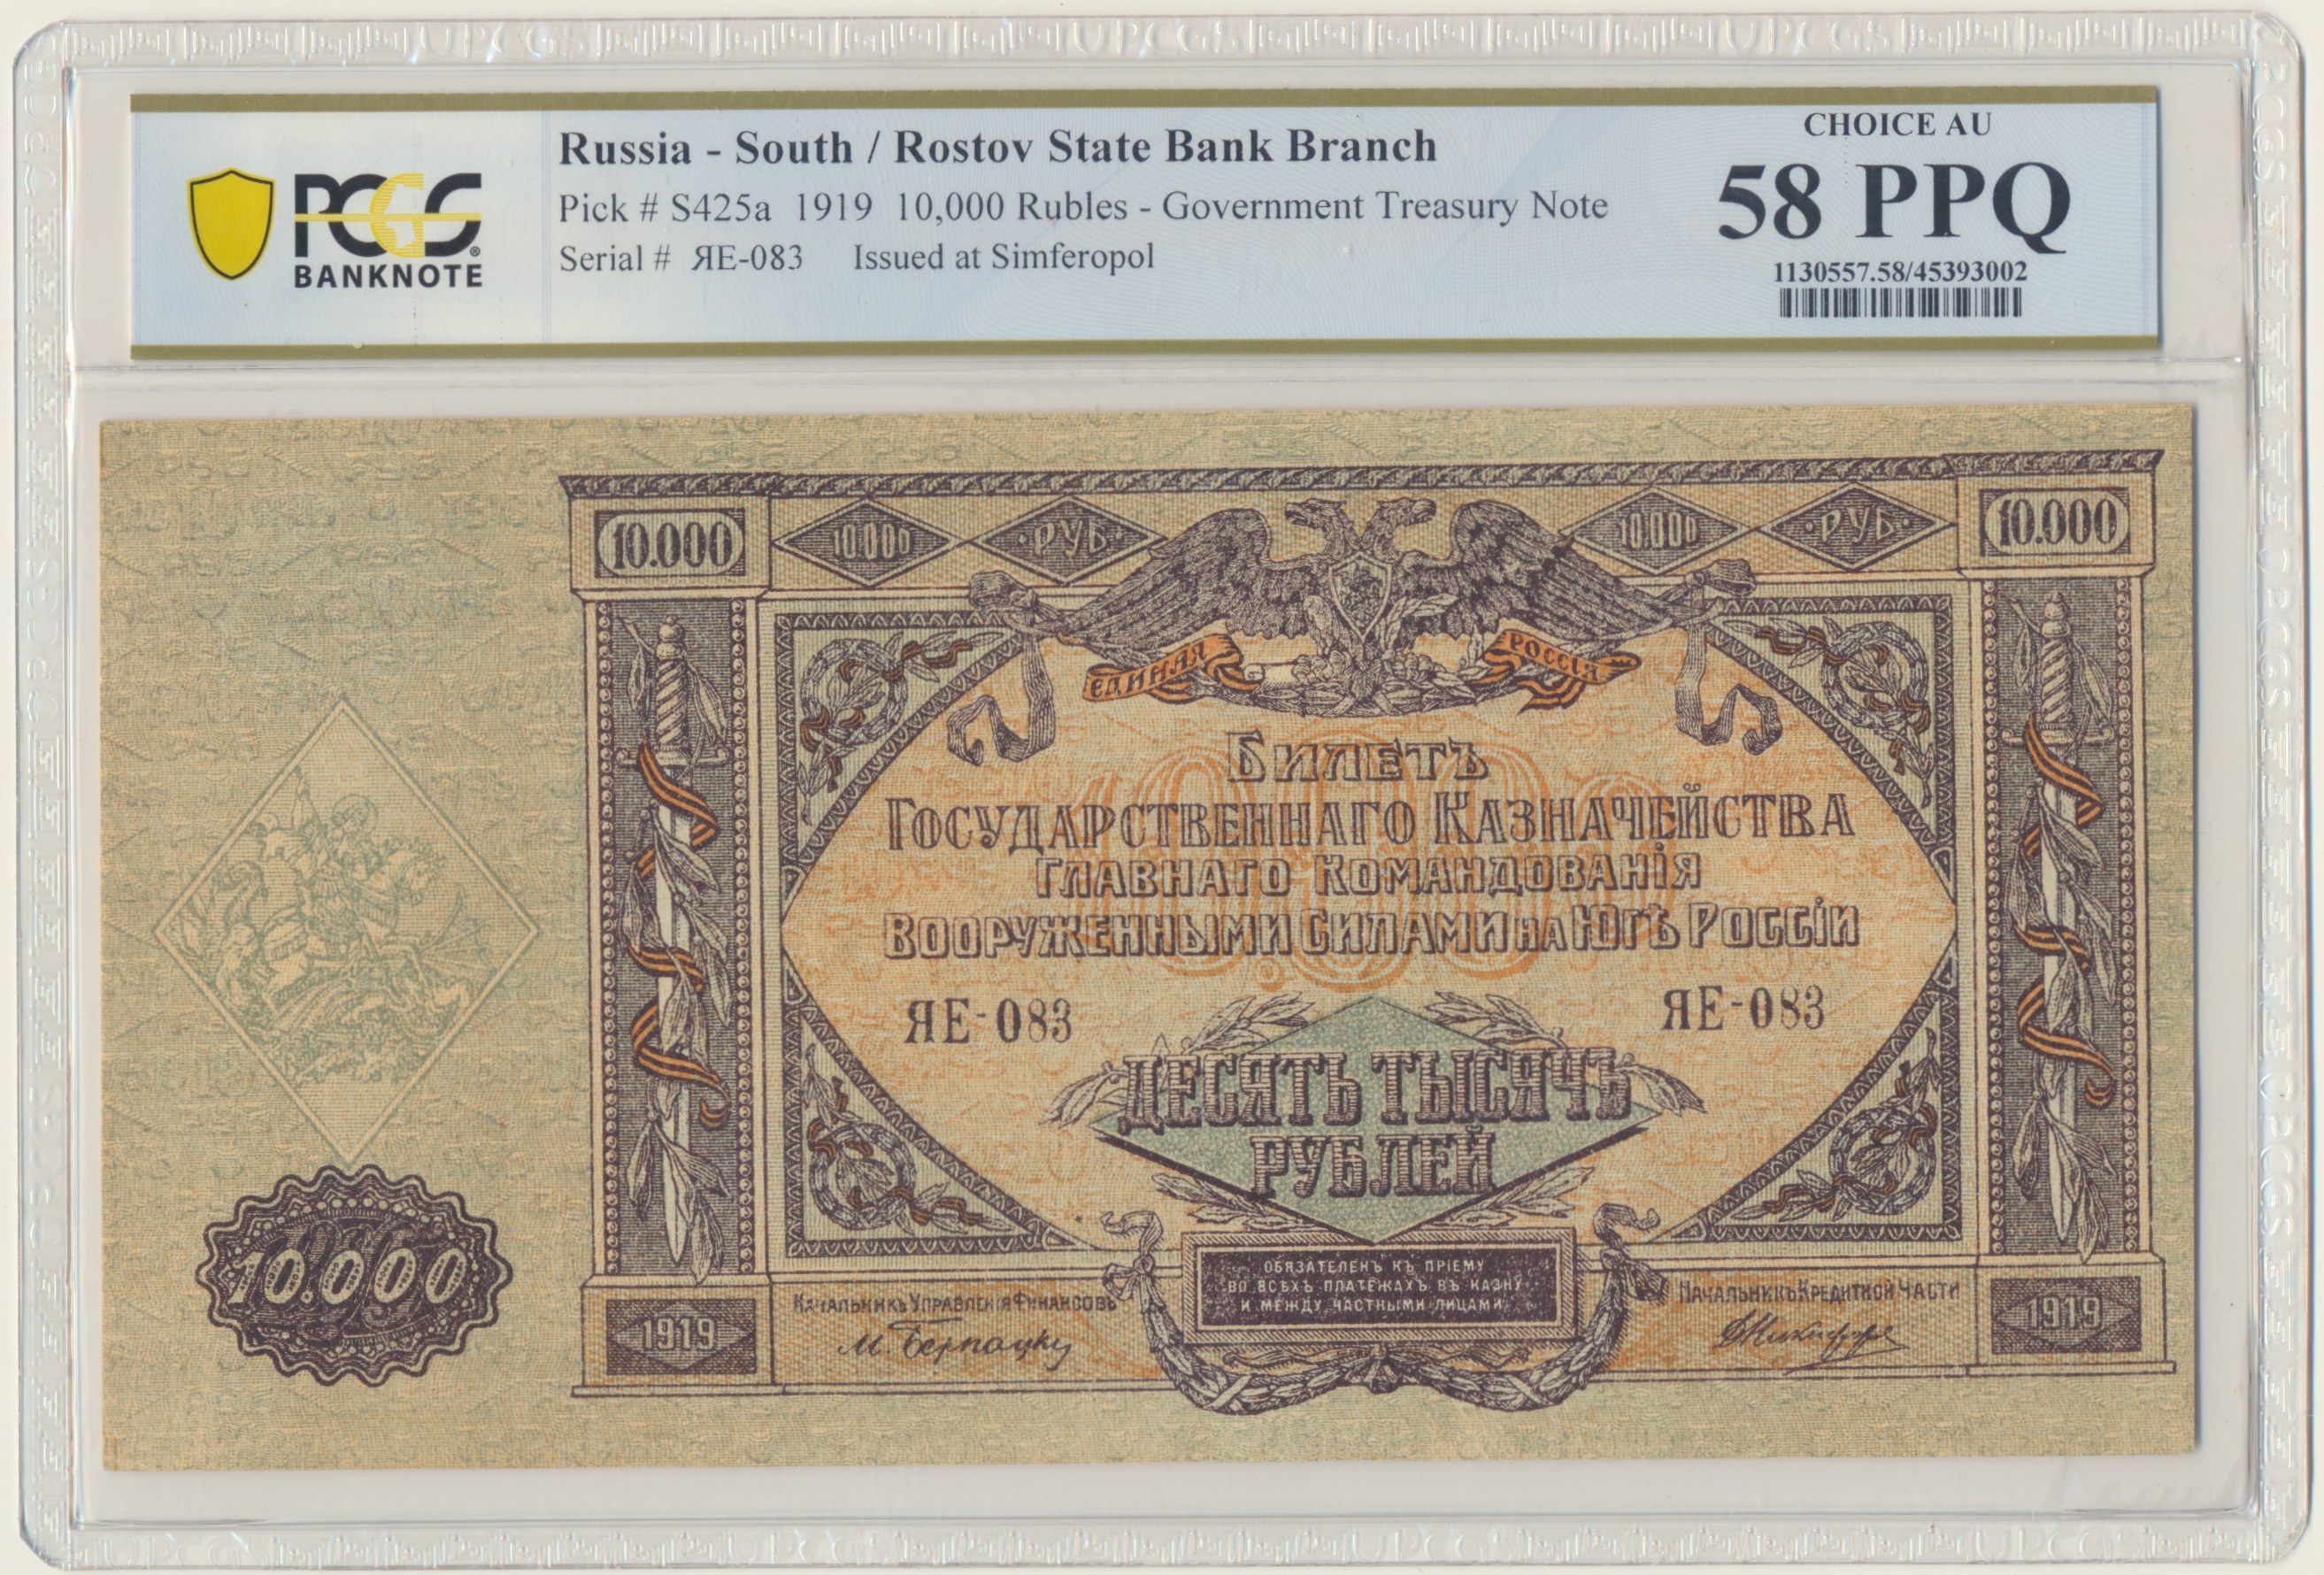 Russia - South / Rostov State Bank Branch
Pick # S425a 1919 10,000 Rubles - Government Treasury Note
Serial # ЯЕ-083 Issued at Simferopol
PCGS
BANKNOTE
CHOICE AU
58 PPQ
1130557.58/45393002
10.000
10.000
РУБ.
10.000
РУБ.
10.000
ЕДИНАЯ
РОССІЯ
БИЛЕТЪ
ГОСУДАРСТВЕННАГО КАЗНАЧЕЙСТВА
ГЛАВНАГО КОМАНДОВАНІЯ
ВООРУЖЕННЫМИ СИЛАМИ НА ЮГѢ РОССІИ
ЯЕ-083
ЯЕ-083
ДЕСЯТЬ ТЫСЯЧЪ
РУБЛЕЙ
ОБЯЗАТЕЛЕНЪ КЪ ПРІЕМУ
ВО ВСѢХЪ ПЛАТЕЖАХЪ ВЪ КАЗНУ
И МЕЖДУ ЧАСТНЫМИ ЛИЦАМИ
НАЧАЛЬНИКЪ УПРАВЛЕНІЯ ФИНАНСОВЪ
М. Бернацкій
НАЧАЛЬНИКЪ КРЕДИТНОЙ ЧАСТИ
1919
1919
10.000